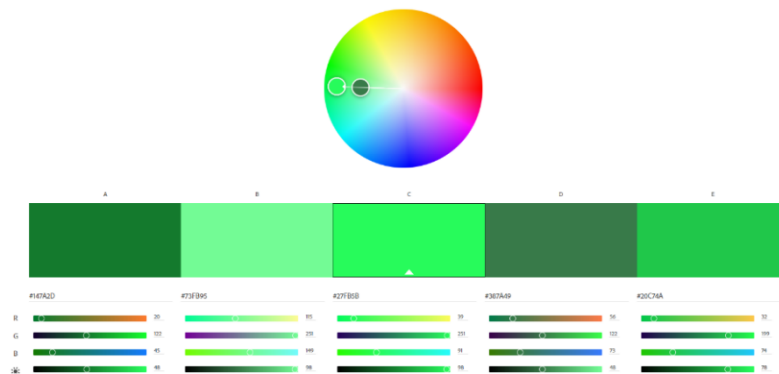 A B C D E
#147A2D #73FB95 #27FB5B #387A49 #20C74A
R 20 115 39 56 32
G 122 251 251 122 199
B 45 149 91 73 74
48 98 98 48 78